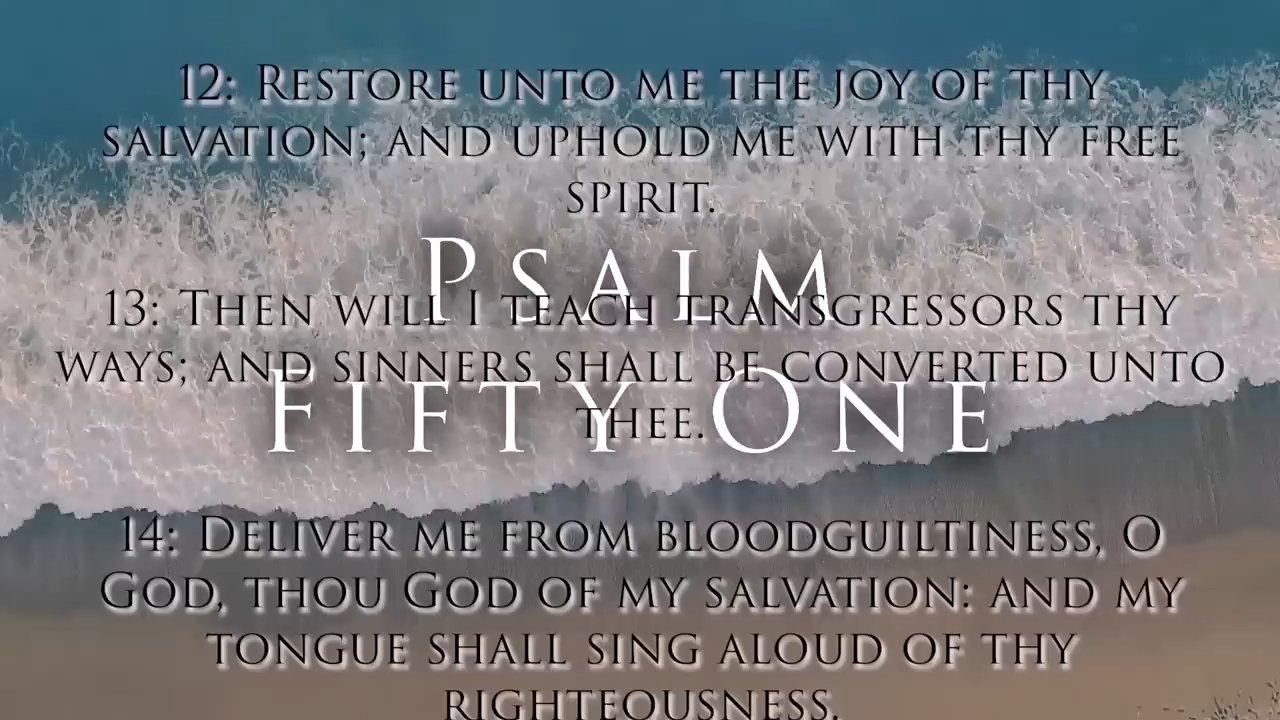 12: Restore unto me the joy of thy
salvation; and uphold me with thy free
spirit.
Psalm
13: Then will I teach transgressors thy
ways; and sinners shall be converted unto
thee.
Fifty One
14: Deliver me from bloodguiltiness, O
God, thou God of my salvation: and my
tongue shall sing aloud of thy
righteousness.